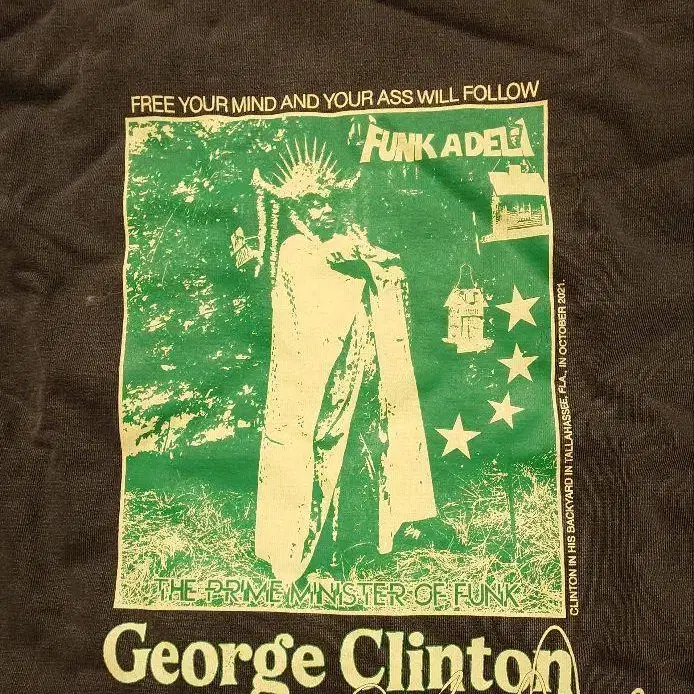 FREE YOUR MIND AND YOUR ASS WILL FOLLOW
FUNKADELI
CLINTON IN HIS BACKYARD IN TALLAHASSEE, FLA., IN OCTOBER 2021.
THE PRIME MINISTER OF FUNK
George Clinton